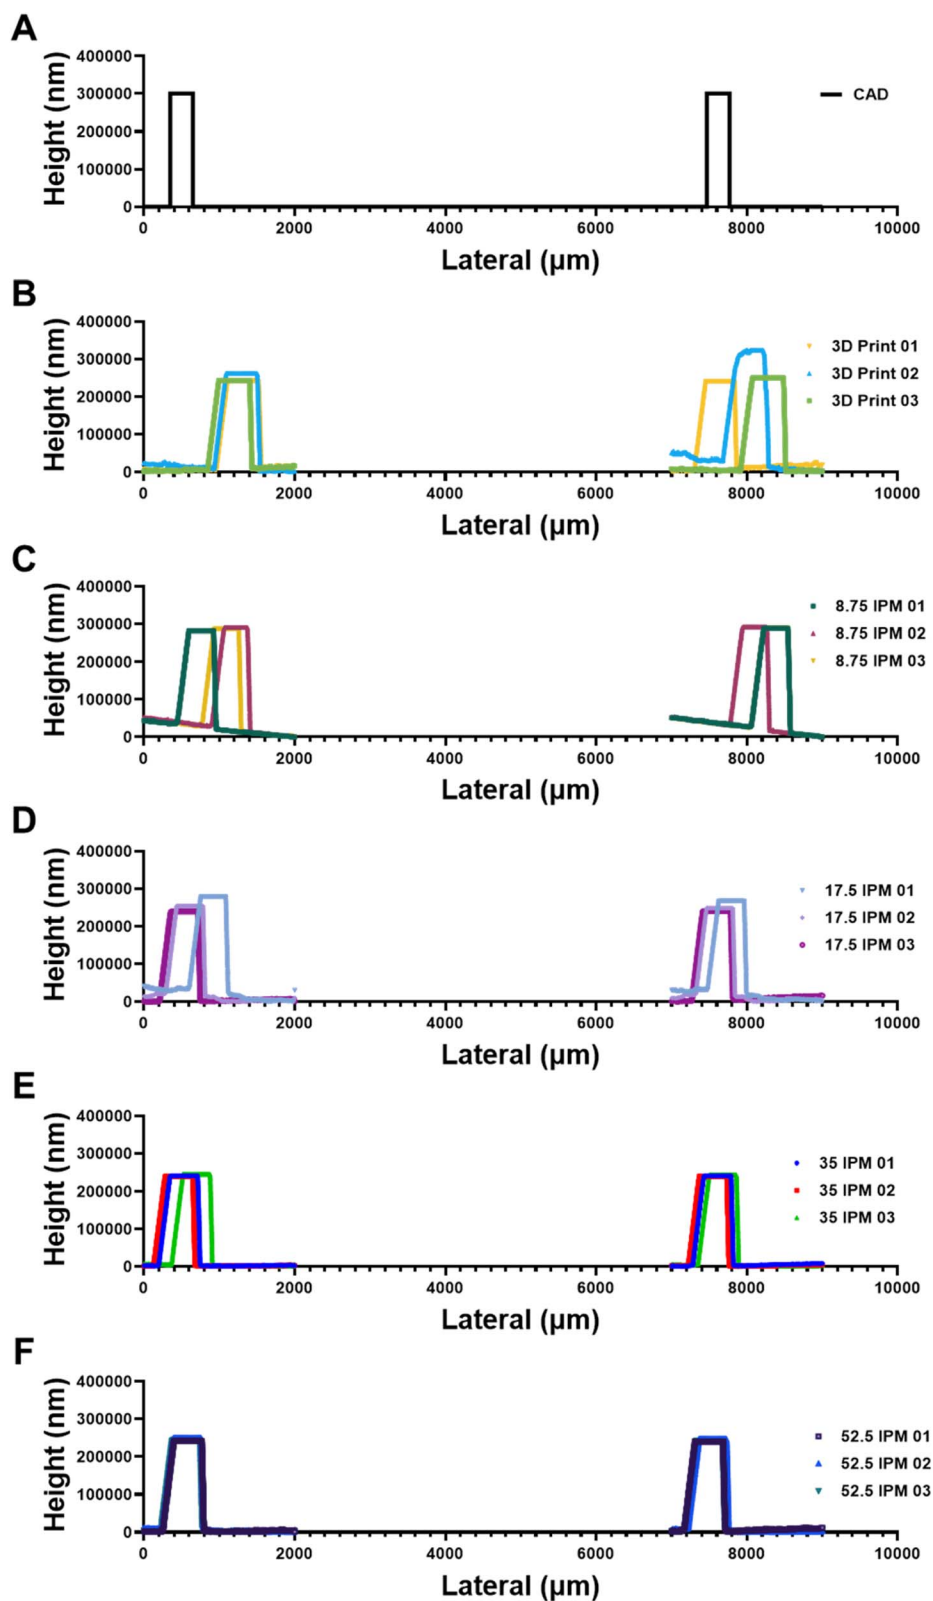 A
Height (nm)
400000
300000
200000
100000
0
0 2000 4000 6000 8000 10000
Lateral (µm)
CAD
B
Height (nm)
400000
300000
200000
100000
0
0 2000 4000 6000 8000 10000
Lateral (µm)
3D Print 01
3D Print 02
3D Print 03
C
Height (nm)
400000
300000
200000
100000
0
0 2000 4000 6000 8000 10000
Lateral (µm)
8.75 IPM 01
8.75 IPM 02
8.75 IPM 03
D
Height (nm)
400000
300000
200000
100000
0
0 2000 4000 6000 8000 10000
Lateral (µm)
17.5 IPM 01
17.5 IPM 02
17.5 IPM 03
E
Height (nm)
400000
300000
200000
100000
0
0 2000 4000 6000 8000 10000
Lateral (µm)
35 IPM 01
35 IPM 02
35 IPM 03
F
Height (nm)
400000
300000
200000
100000
0
0 2000 4000 6000 8000 10000
Lateral (µm)
52.5 IPM 01
52.5 IPM 02
52.5 IPM 03